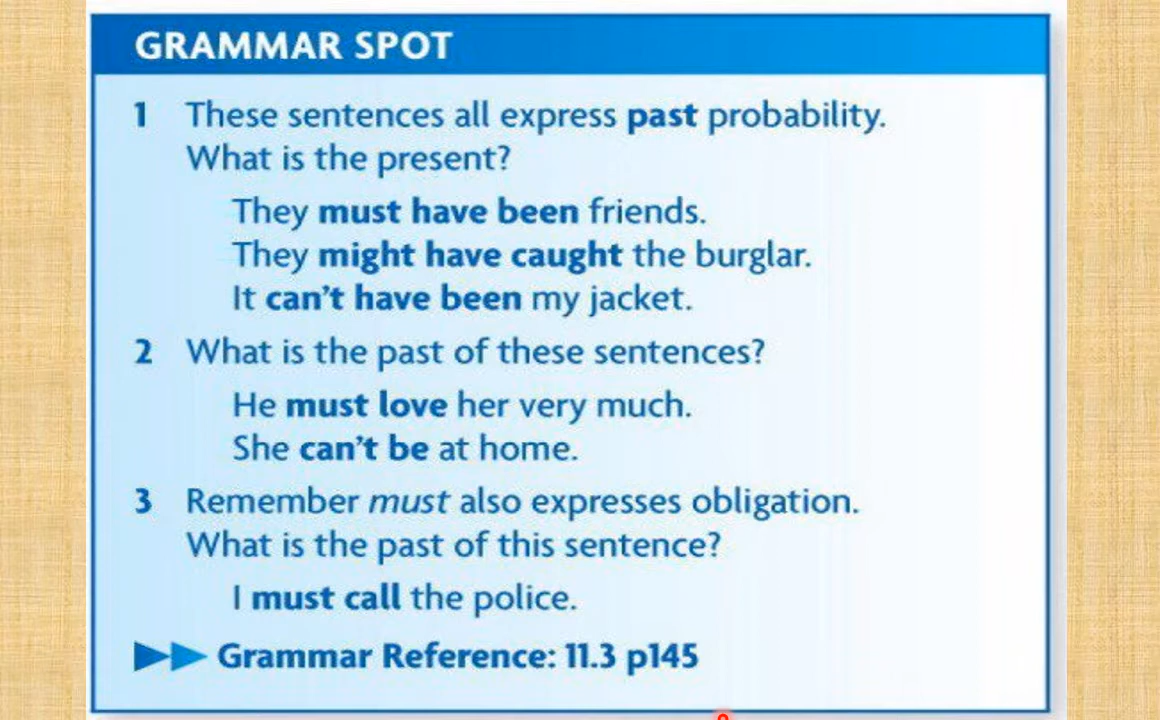 GRAMMAR SPOT
1 These sentences all express past probability.
What is the present?
They must have been friends.
They might have caught the burglar.
It can't have been my jacket.
2 What is the past of these sentences?
He must love her very much.
She can't be at home.
3 Remember must also expresses obligation.
What is the past of this sentence?
I must call the police.
Grammar Reference: 11.3 p145